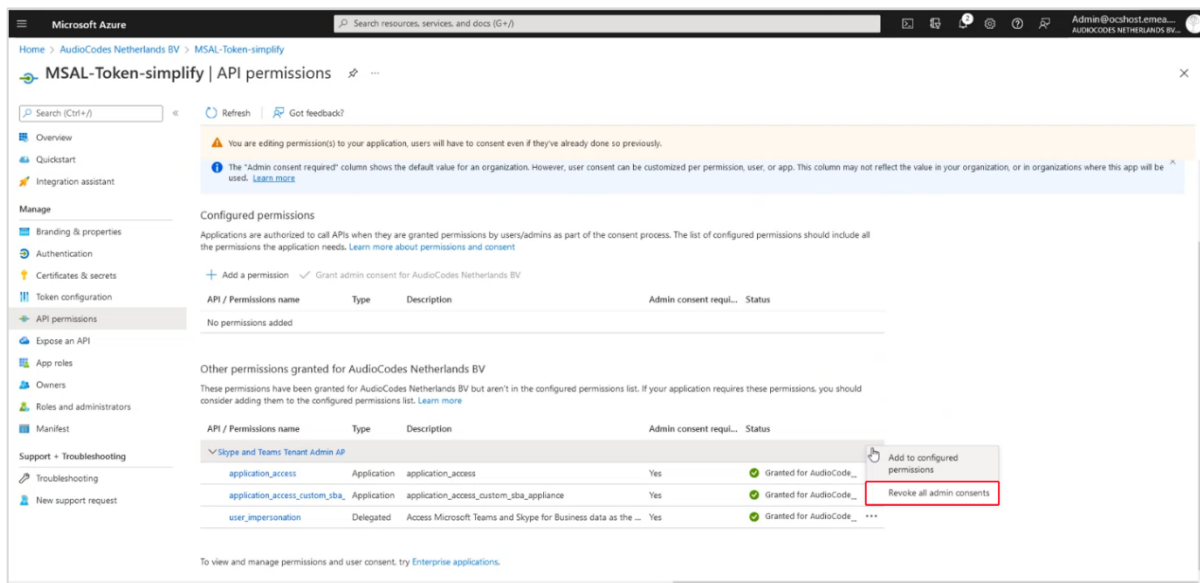 Microsoft Azure
Search resources, services, and docs (G+/)
2
Admin@ocshost.emea...
AUDIOCODES NETHERLANDS BV...
Home > AudioCodes Netherlands BV > MSAL-Token-simplify
MSAL-Token-simplify | API permissions
Search (Ctrl+/)
Refresh
Got feedback?
Overview
Quickstart
Integration assistant
Manage
Branding & properties
Authentication
Certificates & secrets
Token configuration
API permissions
Expose an API
App roles
Owners
Roles and administrators
Manifest
Support + Troubleshooting
Troubleshooting
New support request
You are editing permission(s) to your application, users will have to consent even if they've already done so previously.
The "Admin consent required" column shows the default value for an organization. However, user consent can be customized per permission, user, or app. This column may not reflect the value in your organization, or in organizations where this app will be
used. Learn more
Configured permissions
Applications are authorized to call APIs when they are granted permissions by users/admins as part of the consent process. The list of configured permissions should include all
the permissions the application needs. Learn more about permissions and consent
Add a permission
Grant admin consent for AudioCodes Netherlands BV
API / Permissions name Type Description Admin consent requi... Status
No permissions added
Other permissions granted for AudioCodes Netherlands BV
These permissions have been granted for AudioCodes Netherlands BV but aren't in the configured permissions list. If your application requires these permissions, you should
consider adding them to the configured permissions list. Learn more
API / Permissions name Type Description Admin consent requi... Status
Skype and Teams Tenant Admin AP
application_access Application application_access Yes Granted for AudioCode_
application_access_custom_sba_ Application application_access_custom_sba_appliance Yes Granted for AudioCode_
user_impersonation Delegated Access Microsoft Teams and Skype for Business data as the ... Yes Granted for AudioCode_ ...
Add to configured
permissions
Revoke all admin consents
To view and manage permissions and user consent, try Enterprise applications.